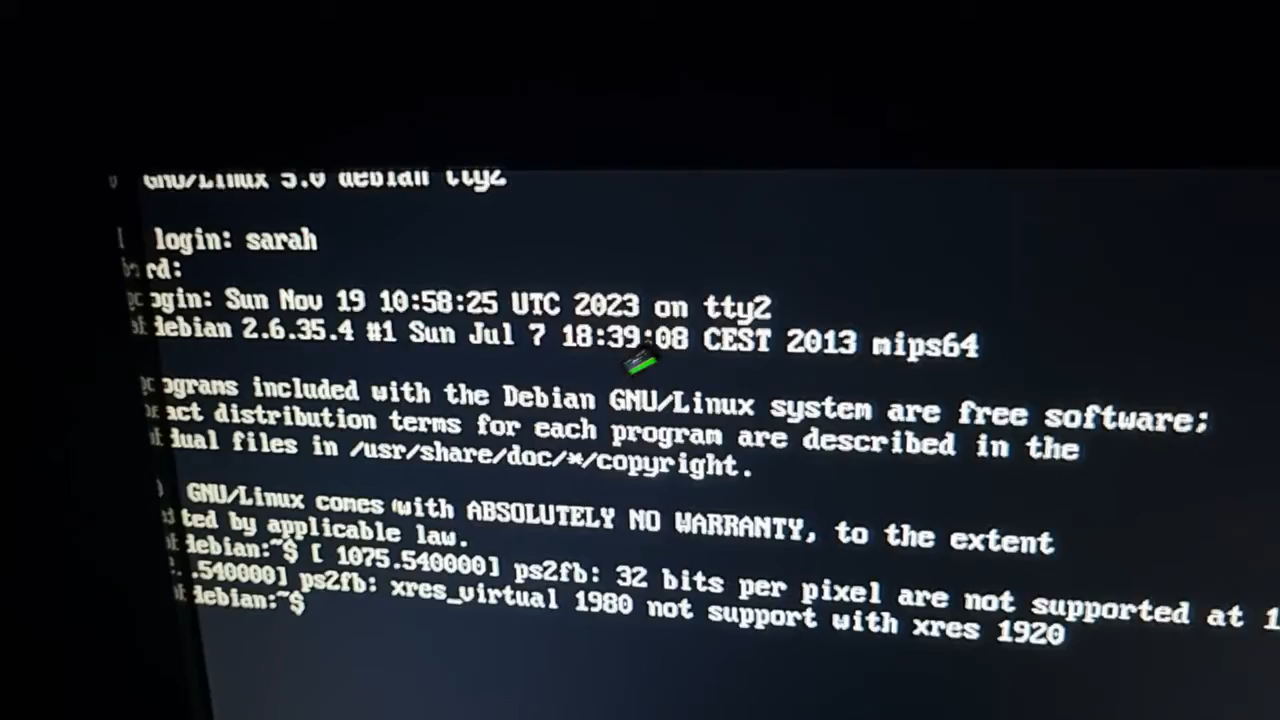 GNU/Linux 5.0 debian tty2
login: sarah
rd:
ogin: Sun Nov 19 10:58:25 UTC 2023 on tty2
debian 2.6.35.4 #1 Sun Jul 7 18:39:08 CEST 2013 mips64
ograms included with the Debian GNU/Linux system are free software;
act distribution terms for each program are described in the
dual files in /usr/share/doc/*/copyright.
GNU/Linux comes with ABSOLUTELY NO WARRANTY, to the extent
ted by applicable law.
debian:~$ [ 1075.540000] ps2fb: 32 bits per pixel are not supported at 1
.540000] ps2fb: xres_virtual 1980 not support with xres 1920
debian:~$